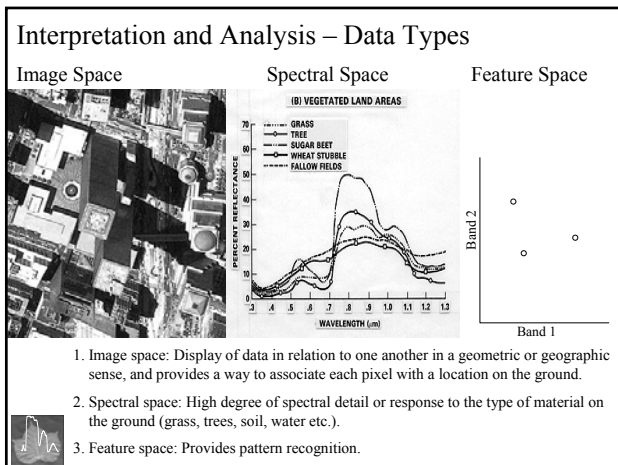 Interpretation and Analysis – Data Types
Image Space
Spectral Space
Feature Space
(B) VEGETATED LAND AREAS
GRASS
TREE
SUGAR BEET
WHEAT STUBBLE
FALLOW FIELDS
PERCENT REFLECTANCE
70
60
50
40
30
20
10
0
.3 .4 .5 .6 .7 .8 .9 1.0 1.1 1.2 1.3
WAVELENGTH (µm)
Band 2
Band 1
1. Image space: Display of data in relation to one another in a geometric or geographic
sense, and provides a way to associate each pixel with a location on the ground.
2. Spectral space: High degree of spectral detail or response to the type of material on
the ground (grass, trees, soil, water etc.).
3. Feature space: Provides pattern recognition.